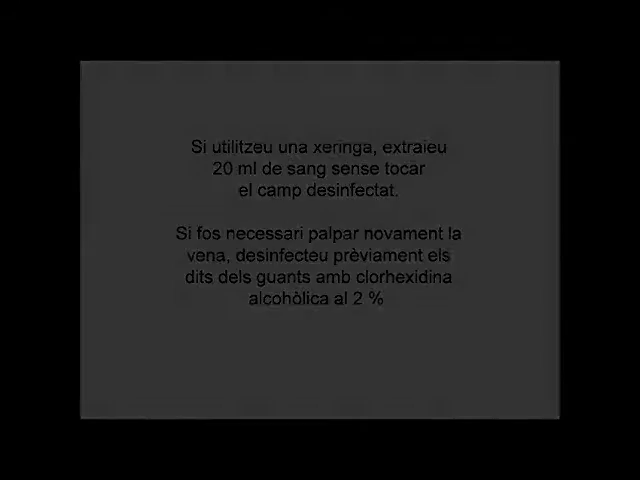 Si utilitzeu una xeringa, extraieu
20 ml de sang sense tocar
el camp desinfectat.
Si fos necessari palpar novament la
vena, desinfecteu prèviament els
dits dels guants amb clorhexidina
alcohòlica al 2 %